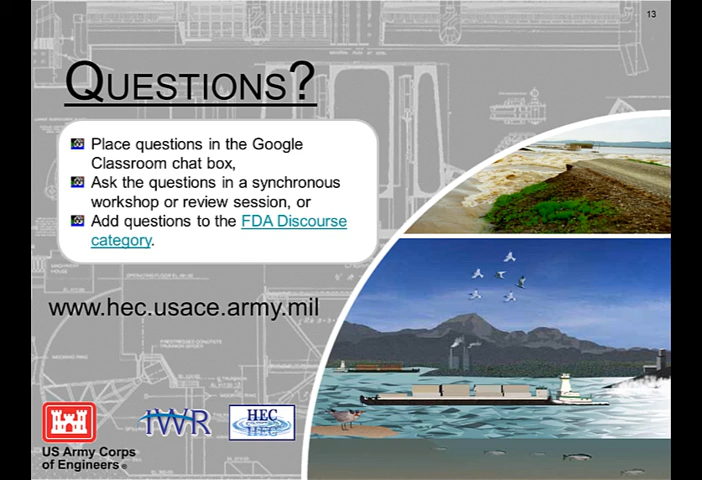 13
QUESTIONS?
Place questions in the Google
Classroom chat box,
Ask the questions in a synchronous
workshop or review session, or
Add questions to the FDA Discourse
category.
www.hec.usace.army.mil
IWR
HEC
US Army Corps
of Engineers